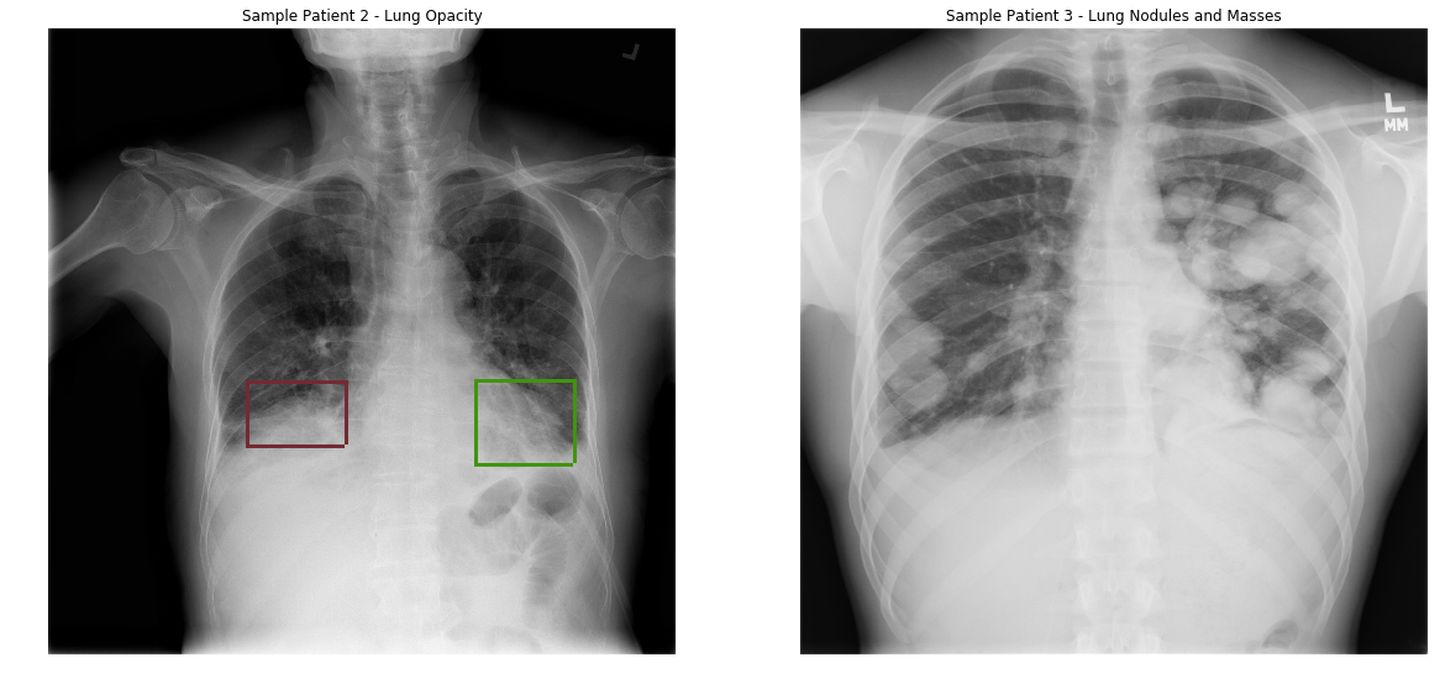 Sample Patient 2 - Lung Opacity
Sample Patient 3 - Lung Nodules and Masses
L
L
MM